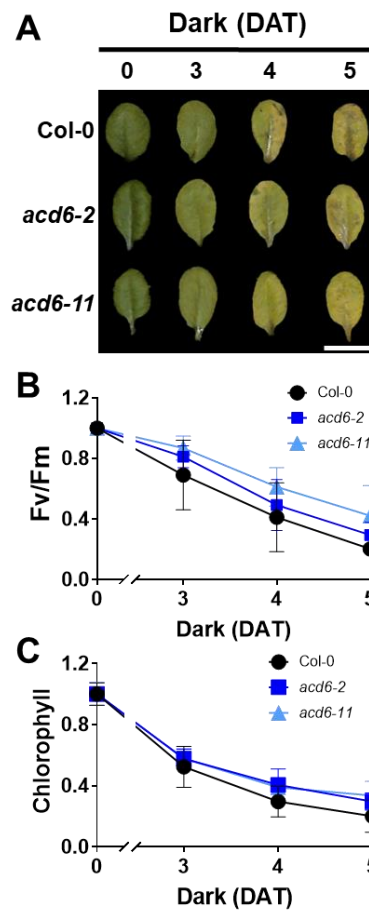 A
Dark (DAT)
0 3 4 5
Col-0
acd6-2
acd6-11
B
Fv/Fm
1.2
0.8
0.4
0.0
0 3 4 5
Dark (DAT)
Col-0
acd6-2
acd6-11
C
Chlorophyll
1.2
0.8
0.4
0.0
0 3 4 5
Dark (DAT)
Col-0
acd6-2
acd6-11